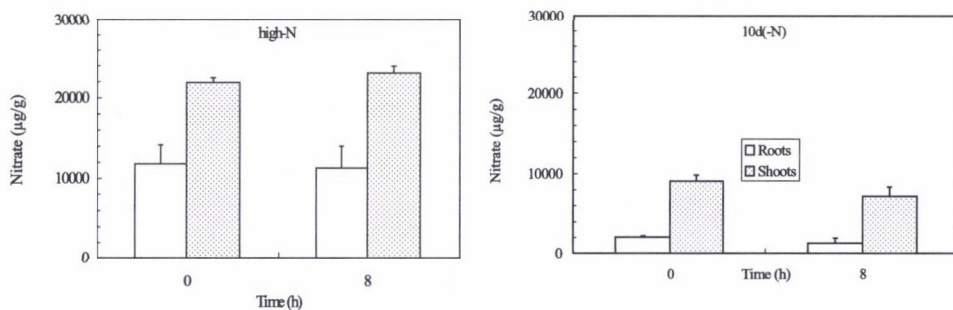 high-N
Nitrate (µg/g)
30000
20000
10000
0
0
8
Time (h)
10d(-N)
Nitrate (µg/g)
30000
20000
10000
0
Roots
Shoots
0
Time (h)
8